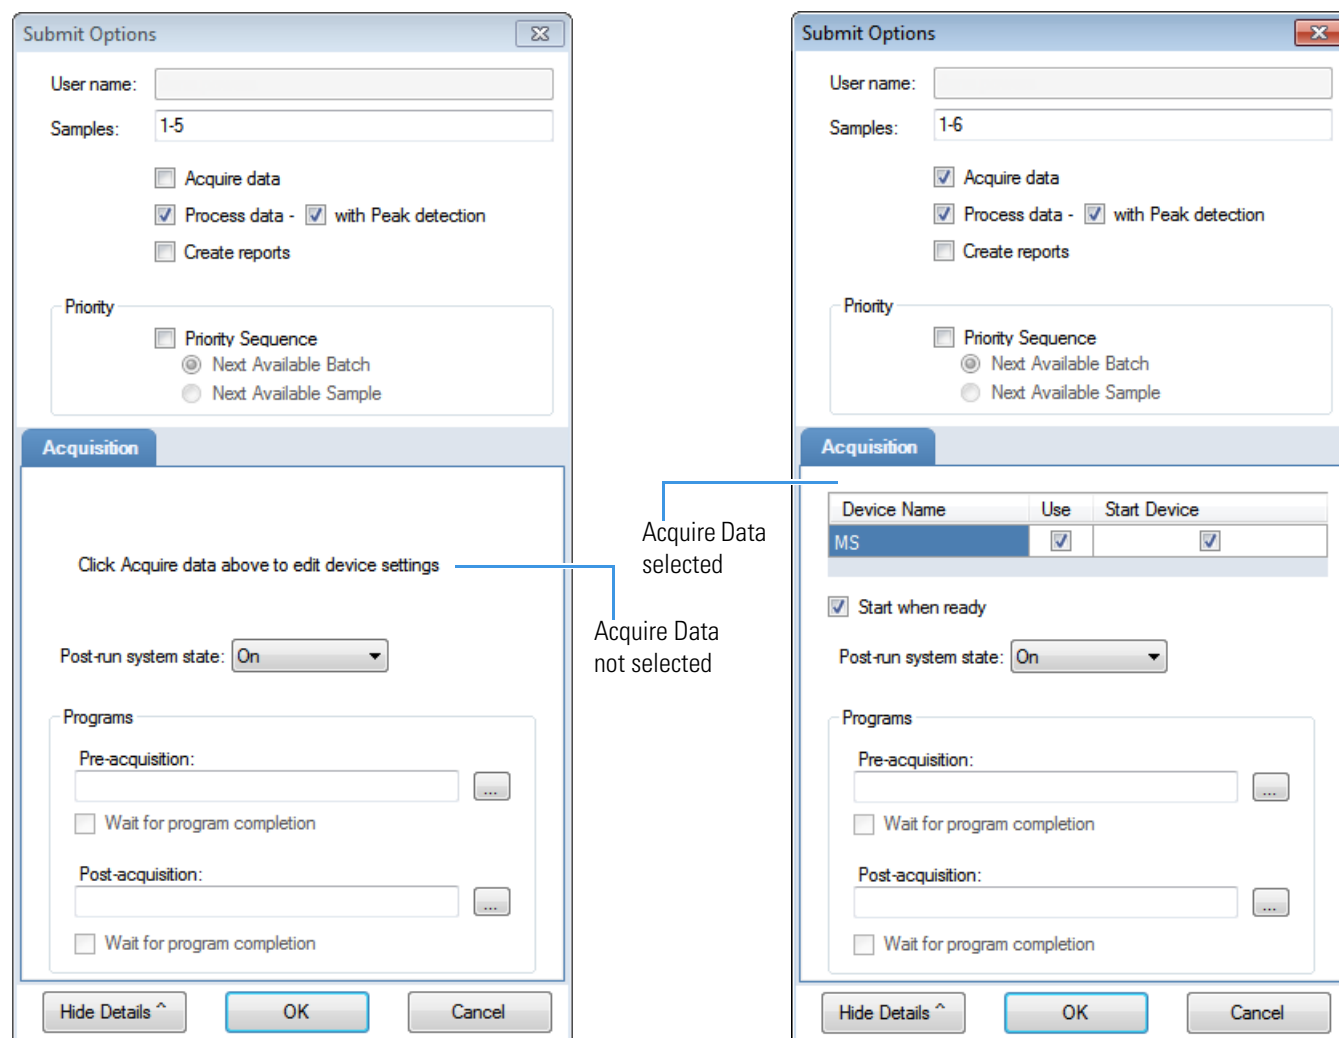 Submit Options
User name:
Samples: 1-5
Acquire data
Process data - with Peak detection
Create reports
Priority
Priority Sequence
Next Available Batch
Next Available Sample
Acquisition
Click Acquire data above to edit device settings
Post-run system state: On
Programs
Pre-acquisition:
...
Wait for program completion
Post-acquisition:
...
Wait for program completion
Hide Details ^ OK Cancel
Acquire Data
selected
Acquire Data
not selected
Submit Options
User name:
Samples: 1-6
Acquire data
Process data - with Peak detection
Create reports
Priority
Priority Sequence
Next Available Batch
Next Available Sample
Acquisition
Device Name Use Start Device
MS
Start when ready
Post-run system state: On
Programs
Pre-acquisition:
...
Wait for program completion
Post-acquisition:
...
Wait for program completion
Hide Details ^ OK Cancel